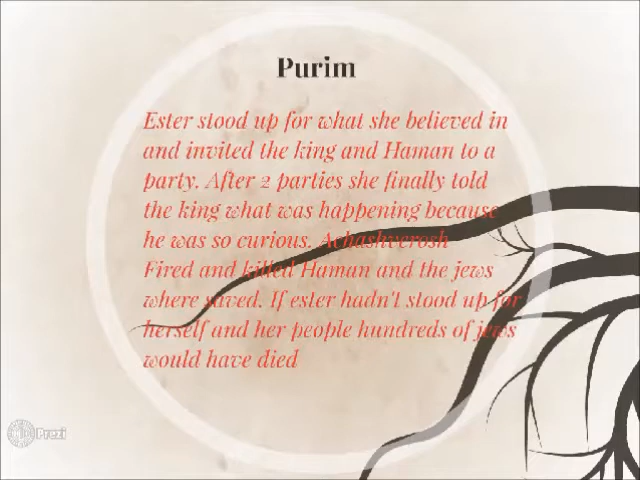 Purim
Ester stood up for what she believed in
and invited the king and Haman to a
party. After 2 parties she finally told
the king what was happening because
he was so curious. Achashverosh
Fired and killed Haman and the jews
where saved. If ester hadn't stood up for
herself and her people hundreds of jews
would have died
Prezi